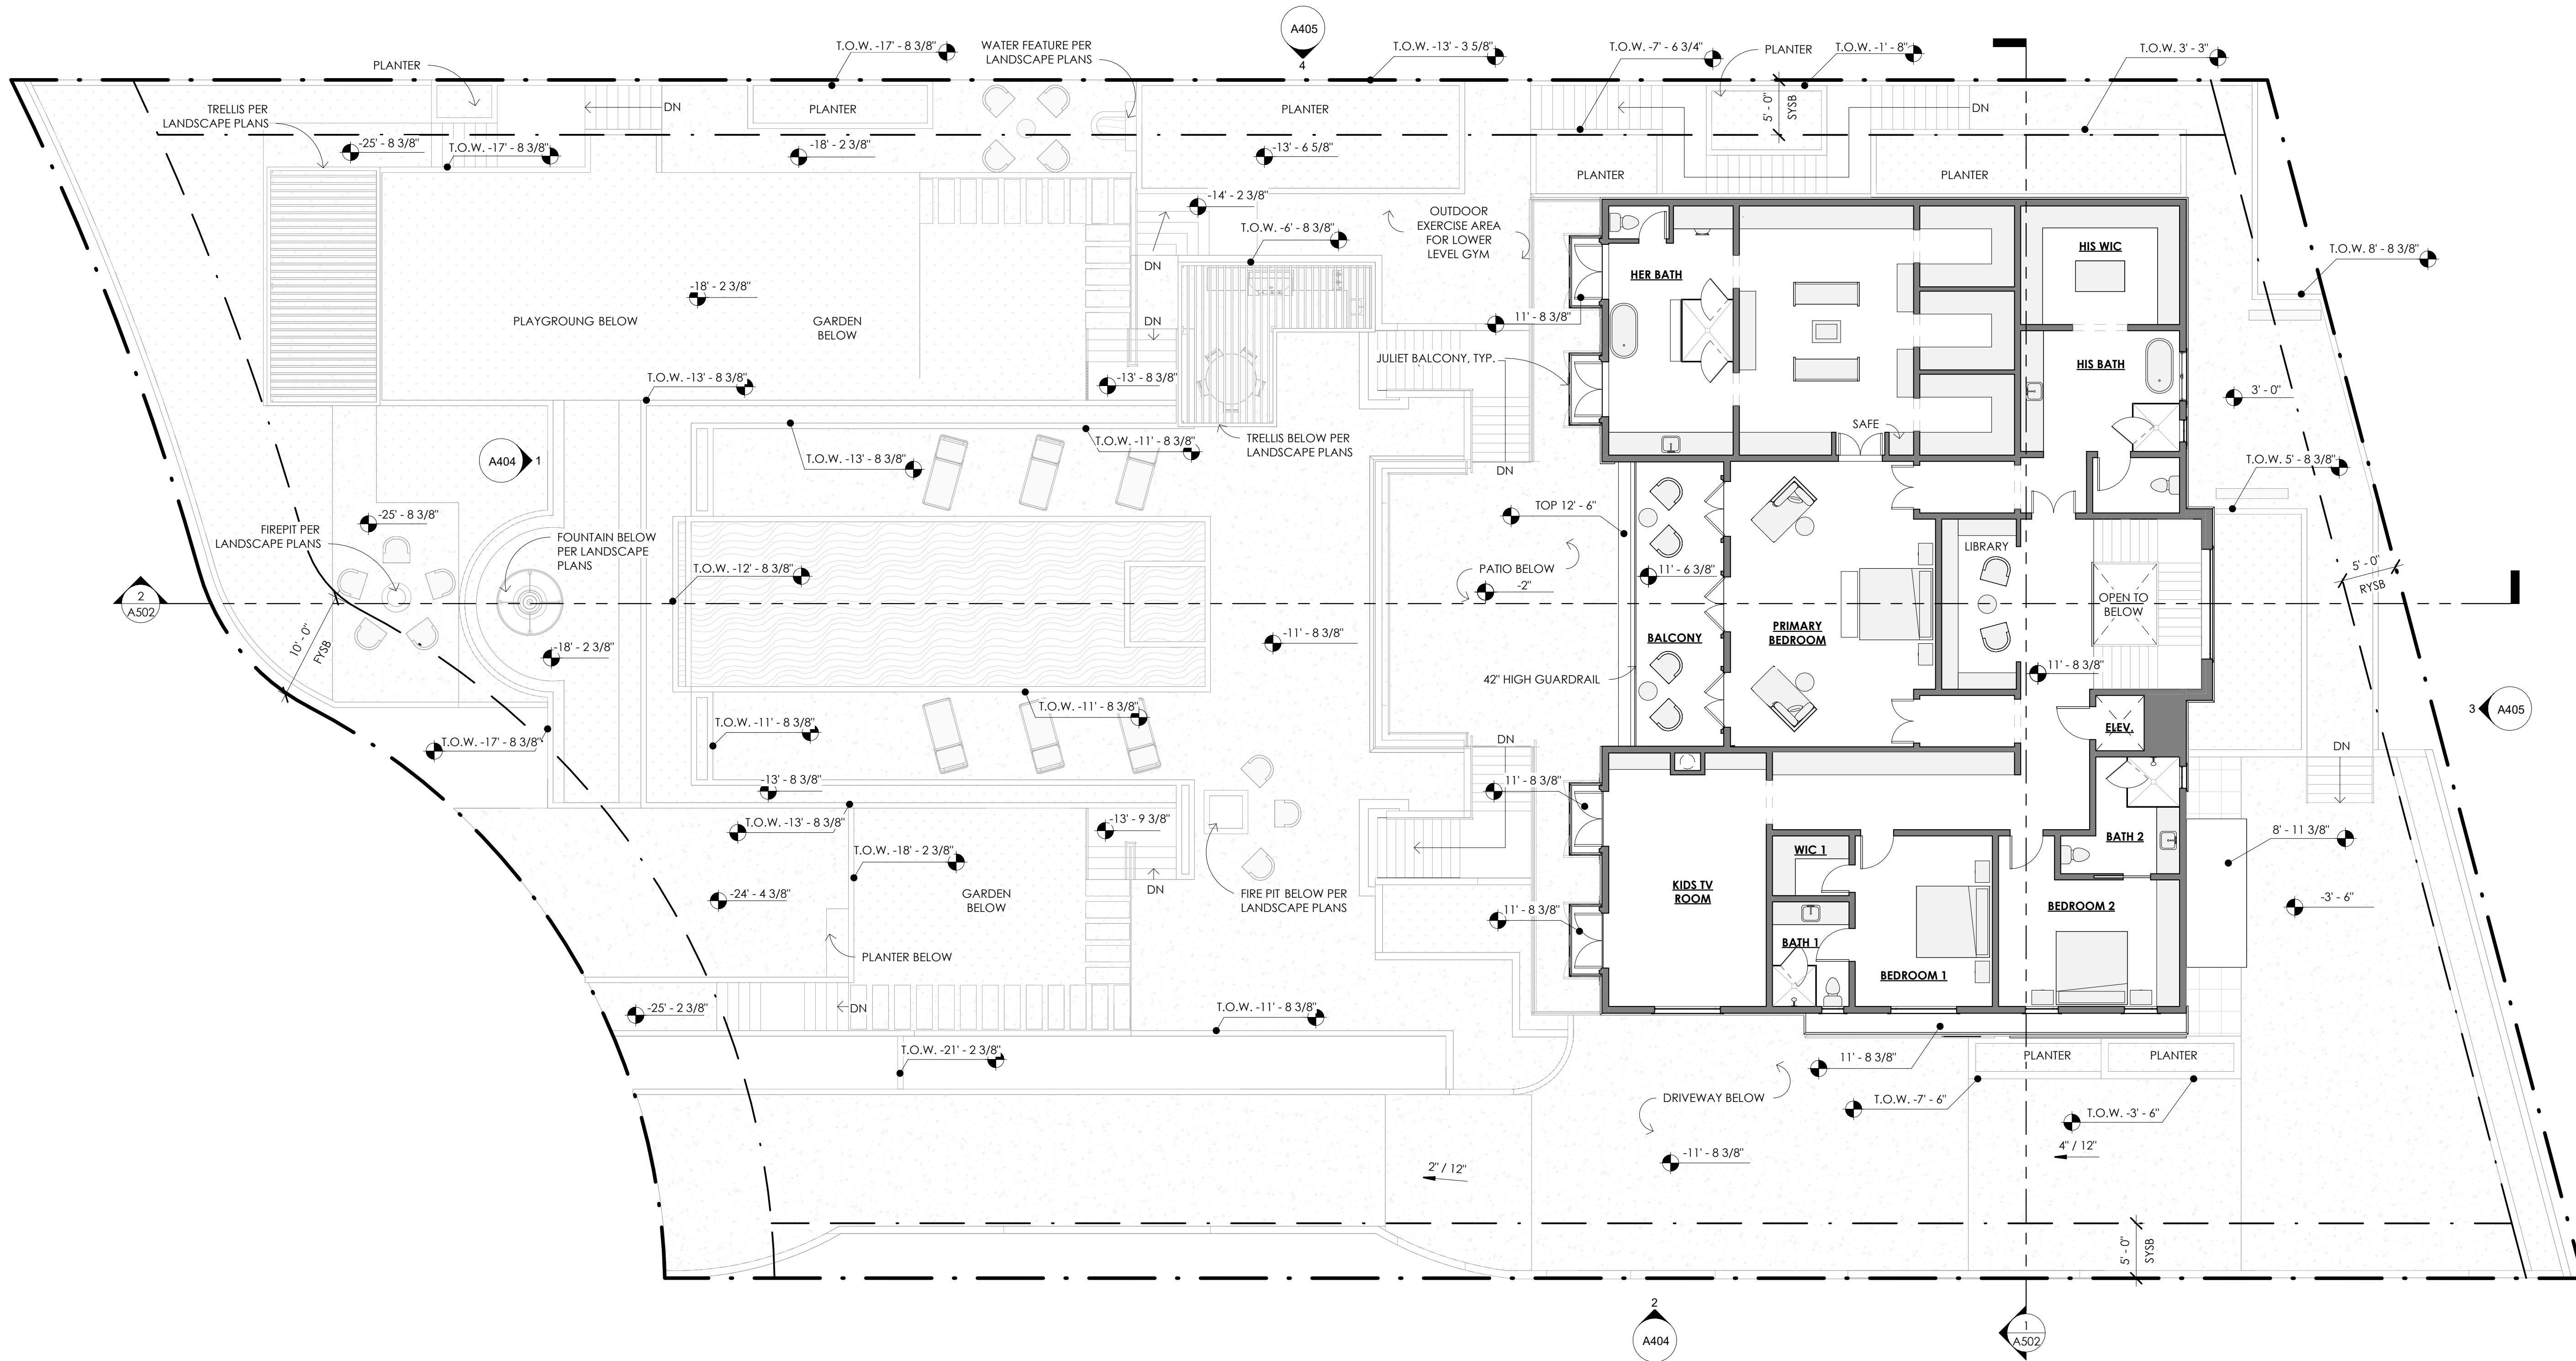 A405
4
T.O.W. -17' - 8 3/8"
WATER FEATURE PER
LANDSCAPE PLANS
T.O.W. -13' - 3 5/8"
T.O.W. -7' - 6 3/4"
PLANTER
T.O.W. -1' - 8"
T.O.W. 3' - 3"
PLANTER
TRELLIS PER
LANDSCAPE PLANS
DN
PLANTER
PLANTER
5' - 0"
SYSB
DN
-25' - 8 3/8"
T.O.W. -17' - 8 3/8"
-18' - 2 3/8"
-13' - 6 5/8"
PLANTER
PLANTER
-14' - 2 3/8"
T.O.W. -6' - 8 3/8"
OUTDOOR
EXERCISE AREA
FOR LOWER
LEVEL GYM
HIS WIC
T.O.W. 8' - 8 3/8"
DN
HER BATH
-18' - 2 3/8"
PLAYGROUNG BELOW
GARDEN
BELOW
DN
11' - 8 3/8"
JULIET BALCONY, TYP.
HIS BATH
T.O.W. -13' - 8 3/8"
-13' - 8 3/8"
3' - 0"
SAFE
A404
1
T.O.W. -13' - 8 3/8"
T.O.W. -11' - 8 3/8"
TRELLIS BELOW PER
LANDSCAPE PLANS
DN
T.O.W. 5' - 8 3/8"
-25' - 8 3/8"
FIREPIT PER
LANDSCAPE PLANS
FOUNTAIN BELOW
PER LANDSCAPE
PLANS
TOP 12' - 6"
LIBRARY
T.O.W. -12' - 8 3/8"
PATIO BELOW
-2"
11' - 6 3/8"
5' - 0"
RYSB
2
A502
OPEN TO
BELOW
10' - 0"
FYSB
-18' - 2 3/8"
-11' - 8 3/8"
BALCONY
PRIMARY
BEDROOM
11' - 8 3/8"
42" HIGH GUARDRAIL
T.O.W. -11' - 8 3/8"
T.O.W. -11' - 8 3/8"
3
A405
T.O.W. -17' - 8 3/8"
ELEV.
DN
DN
-13' - 8 3/8"
11' - 8 3/8"
T.O.W. -13' - 8 3/8"
-13' - 9 3/8"
8' - 11 3/8"
BATH 2
T.O.W. -18' - 2 3/8"
WIC 1
DN
-24' - 4 3/8"
GARDEN
BELOW
FIRE PIT BELOW PER
LANDSCAPE PLANS
KIDS TV
ROOM
11' - 8 3/8"
BEDROOM 2
-3' - 6"
PLANTER BELOW
BATH 1
BEDROOM 1
-25' - 2 3/8"
DN
T.O.W. -11' - 8 3/8"
T.O.W. -21' - 2 3/8"
11' - 8 3/8"
PLANTER
PLANTER
DRIVEWAY BELOW
T.O.W. -7' - 6"
T.O.W. -3' - 6"
4" / 12"
-11' - 8 3/8"
2" / 12"
5' - 0"
SYSB
2
A404
1
A502